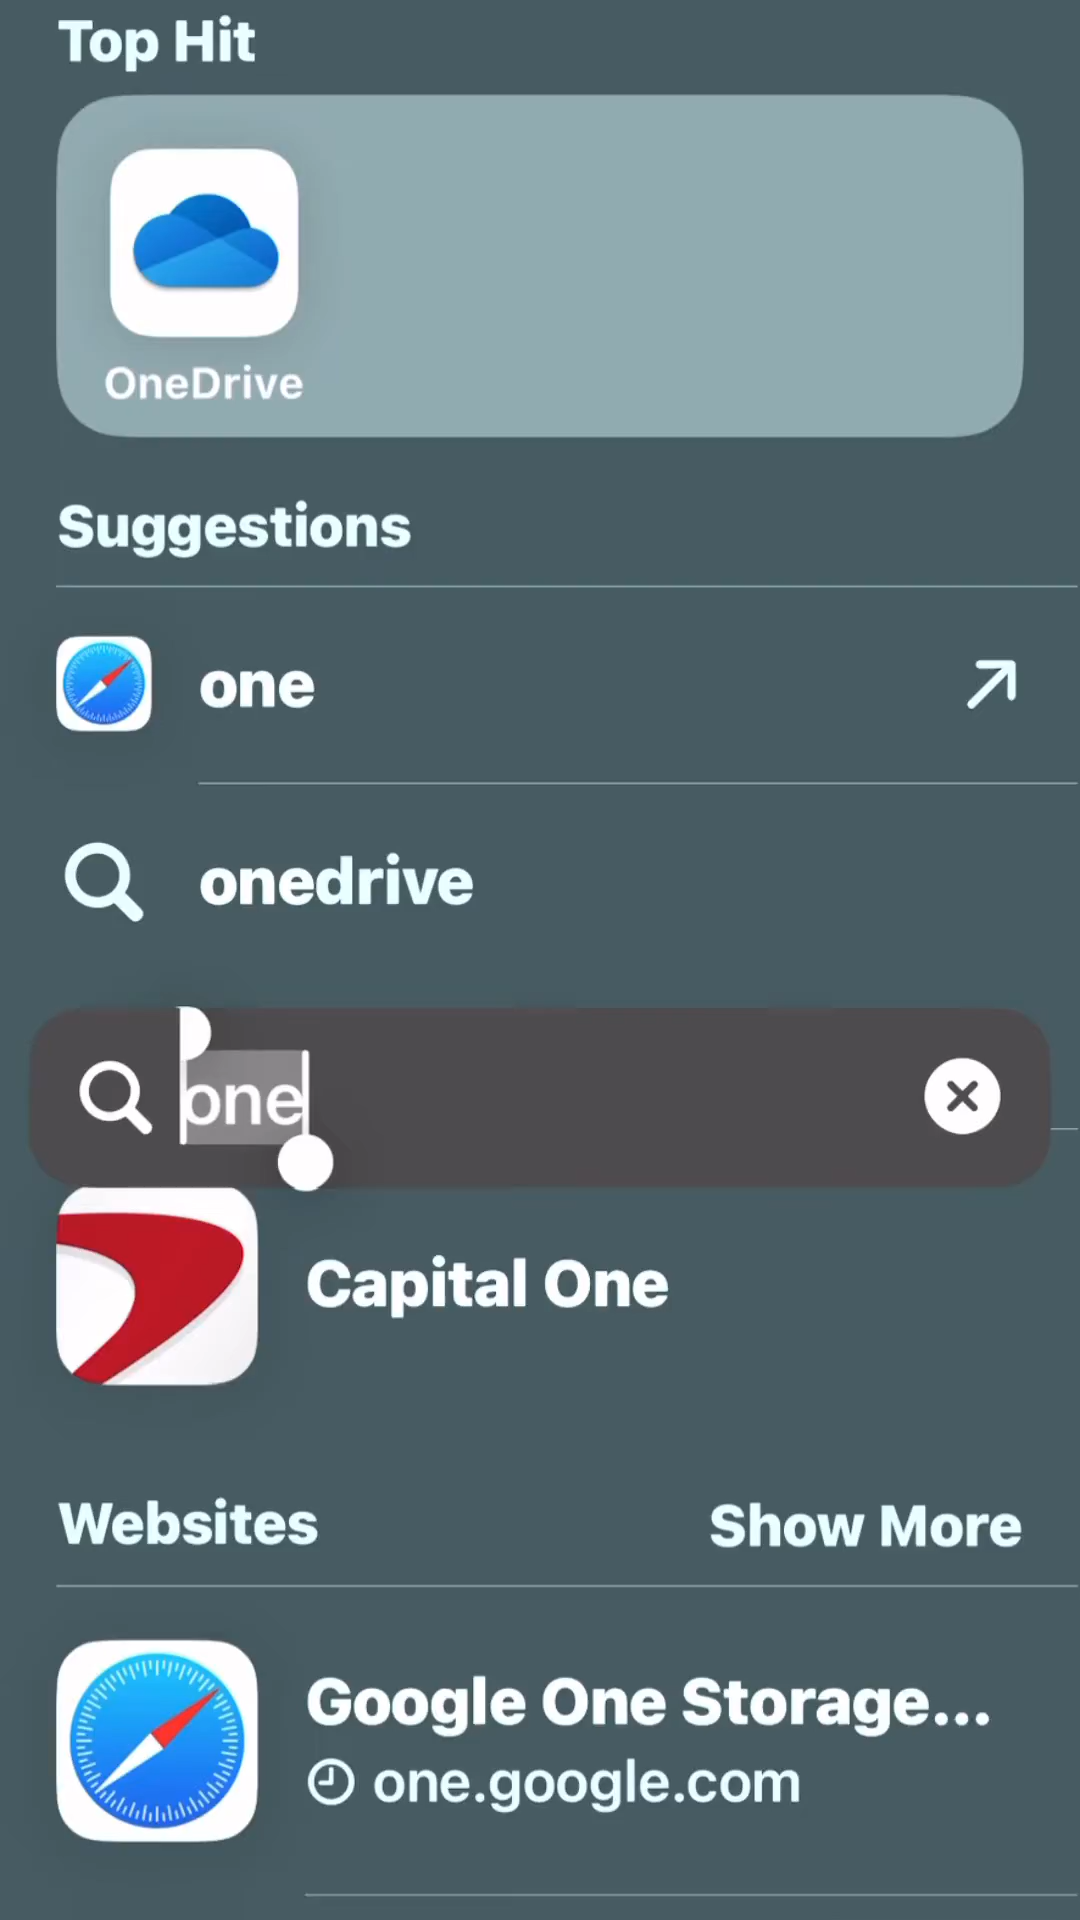 Top Hit
OneDrive
Suggestions
one
onedrive
one
Capital One
Websites
Show More
Google One Storage...
one.google.com